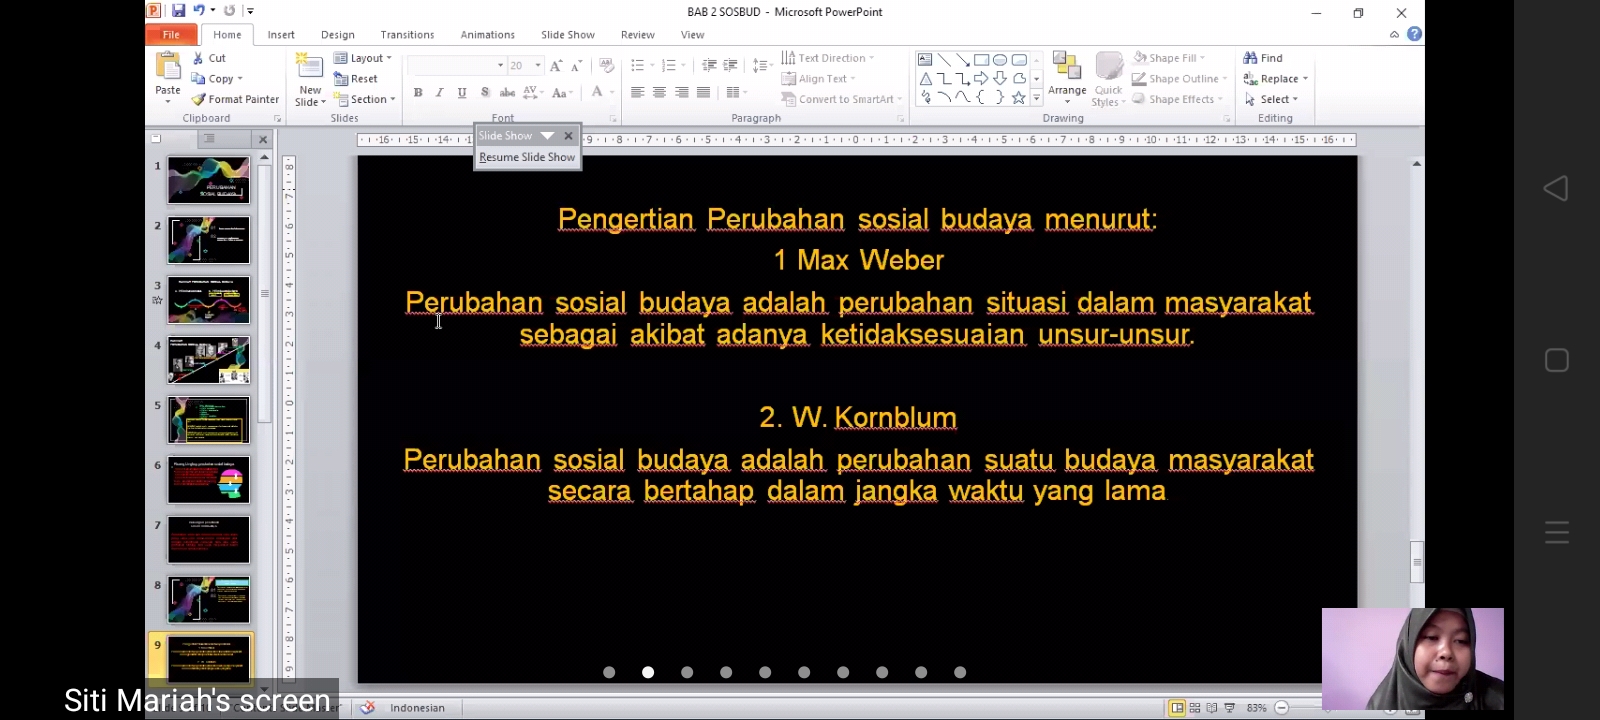 BAB 2 SOSBUD - Microsoft PowerPoint
File Home Insert Design Transitions Animations Slide Show Review View
Cut
Copy
Format Painter
Paste
Clipboard
New
Slide
Layout
Reset
Section
Slides
20
Font
Text Direction
Align Text
Convert to SmartArt
Paragraph
Arrange
Quick
Styles
Shape Fill
Shape Outline
Shape Effects
Drawing
Find
Replace
Select
Editing
Slide Show
Resume Slide Show
Pengertian Perubahan sosial budaya menurut:
1 Max Weber
Perubahan sosial budaya adalah perubahan situasi dalam masyarakat
sebagai akibat adanya ketidaksesuaian unsur-unsur.
2. W. Kornblum
Perubahan sosial budaya adalah perubahan suatu budaya masyarakat
secara bertahap dalam jangka waktu yang lama
1
2
3
4
5
6
7
8
9
Siti Mariah's screen
Indonesian
83%